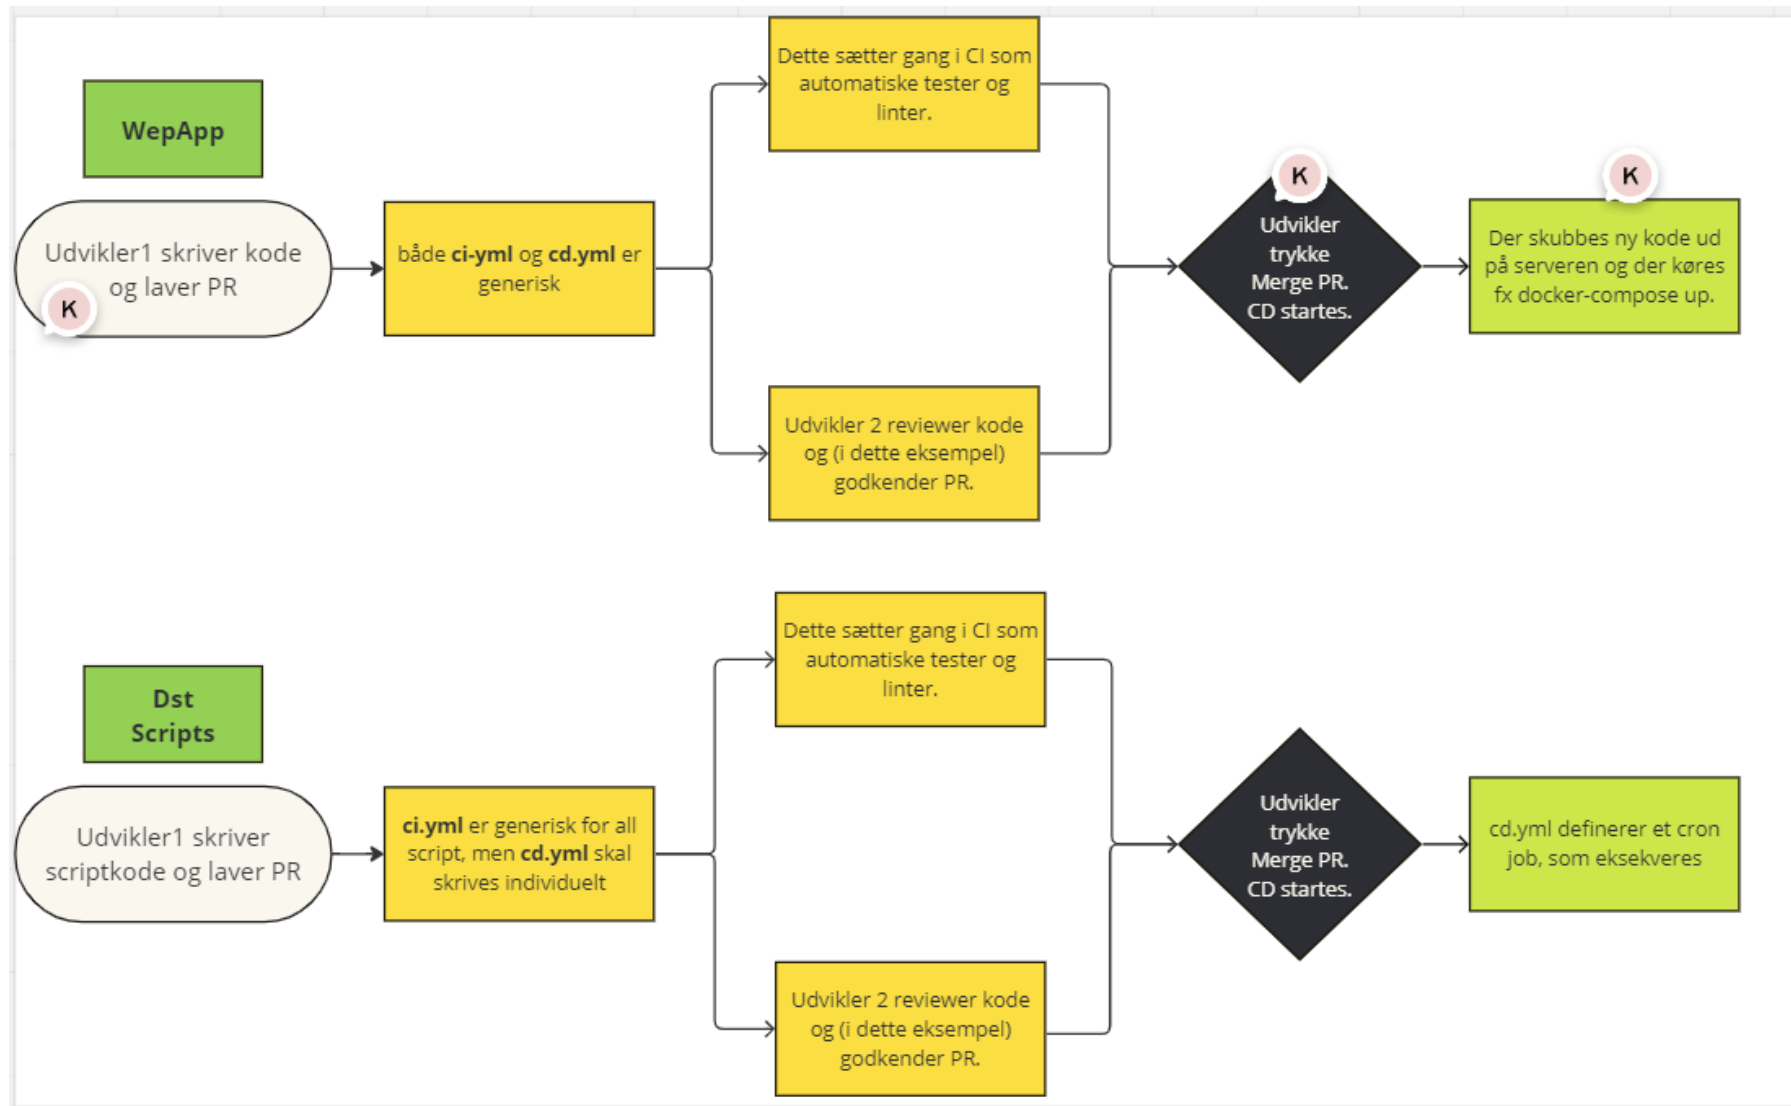 WepApp
Udvikler1 skriver kode
og laver PR
K
både ci-yml og cd.yml er
generisk
Dette sætter gang i CI som
automatiske tester og
linter.
Udvikler 2 reviewer kode
og (i dette eksempel)
godkender PR.
K
Udvikler
trykke
Merge PR.
CD startes.
K
Der skubbes ny kode ud
på serveren og der køres
fx docker-compose up.
Dst
Scripts
Udvikler1 skriver
scriptkode og laver PR
ci.yml er generisk for all
script, men cd.yml skal
skrives individuelt
Dette sætter gang i CI som
automatiske tester og
linter.
Udvikler 2 reviewer kode
og (i dette eksempel)
godkender PR.
Udvikler
trykke
Merge PR.
CD startes.
cd.yml definerer et cron
job, som eksekveres